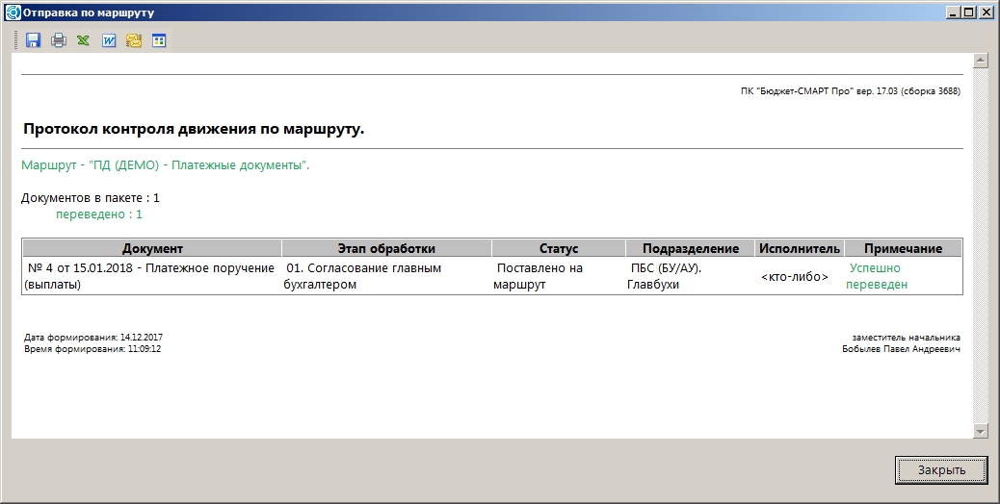 Отправка по маршруту
ПК "Бюджет-СМАРТ Про" вер. 17.03 (сборка 3688)
Протокол контроля движения по маршруту.
Маршрут - "ПД (ДЕМО) - Платежные документы".
Документов в пакете : 1
переведено : 1
Документ Этап обработки Статус Подразделение Исполнитель Примечание
№ 4 от 15.01.2018 - Платежное поручение 01. Согласование главным Поставлено на ПБС (БУ/АУ). <кто-либо> Успешно
(выплаты) бухгалтером маршрут Главбухи переведен
Дата формирования: 14.12.2017 заместитель начальника
Время формирования: 11:09:12 Бобылев Павел Андреевич
Закрыть